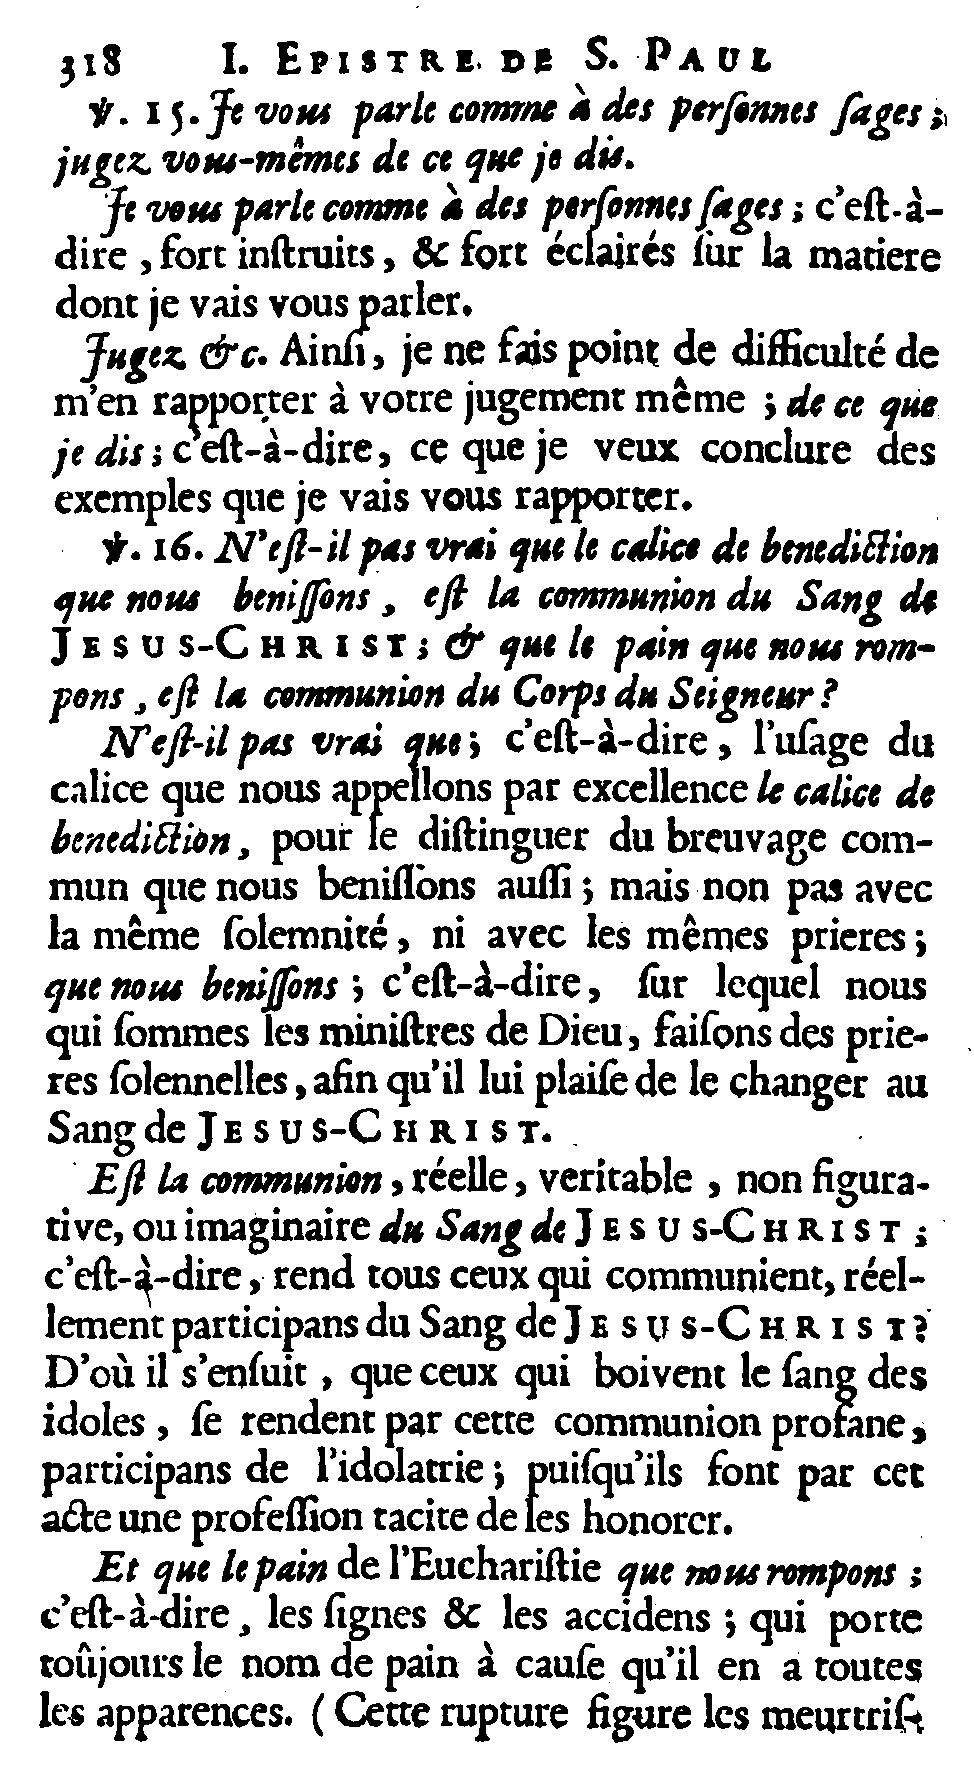 318 I. EPISTRE DE S. PAUL
℣. 15. Je vous parle comme à des perſonnes ſages;
jugez vous-mêmes de ce que je dis.
Je vous parle comme à des perſonnes ſages; c'eſt-à-
dire, fort inſtruits, & fort éclairés ſur la matiere
dont je vais vous parler.
Jugez &c. Ainſi, je ne fais point de difficulté de
m'en rapporter à votre jugement même; de ce que
je dis; c'eſt-à-dire, ce que je veux conclure des
exemples que je vais vous rapporter.
℣. 16. N'eſt-il pas vrai que le calice de benediction
que nous beniſſons, eſt la communion du Sang de
JESUS-CHRIST; & que le pain que nous rom-
pons, eſt la communion du Corps du Seigneur?
N'eſt-il pas vrai que; c'eſt-à-dire, l'uſage du
calice que nous appellons par excellence le calice de
benediction, pour le diſtinguer du breuvage com-
mun que nous beniſſons auſſi; mais non pas avec
la même ſolemnité, ni avec les mêmes prieres;
que nous beniſſons; c'eſt-à-dire, ſur lequel nous
qui ſommes les miniſtres de Dieu, faiſons des prie-
res ſolennelles, afin qu'il lui plaiſe de le changer au
Sang de JESUS-CHRIST.
Eſt la communion, réelle, veritable, non figura-
tive, ou imaginaire du Sang de JESUS-CHRIST;
c'eſt-à-dire, rend tous ceux qui communient, réel-
lement participans du Sang de JESUS-CHRIST?
D'où il s'enſuit, que ceux qui boivent le ſang des
idoles, ſe rendent par cette communion profane,
participans de l'idolatrie; puiſqu'ils font par cet
acte une profeſſion tacite de les honorer.
Et que le pain de l'Euchariſtie que nous rompons;
c'eſt-à-dire, les ſignes & les accidens; qui porte
toûjours le nom de pain à cauſe qu'il en a toutes
les apparences. (Cette rupture figure les meurtriſ-